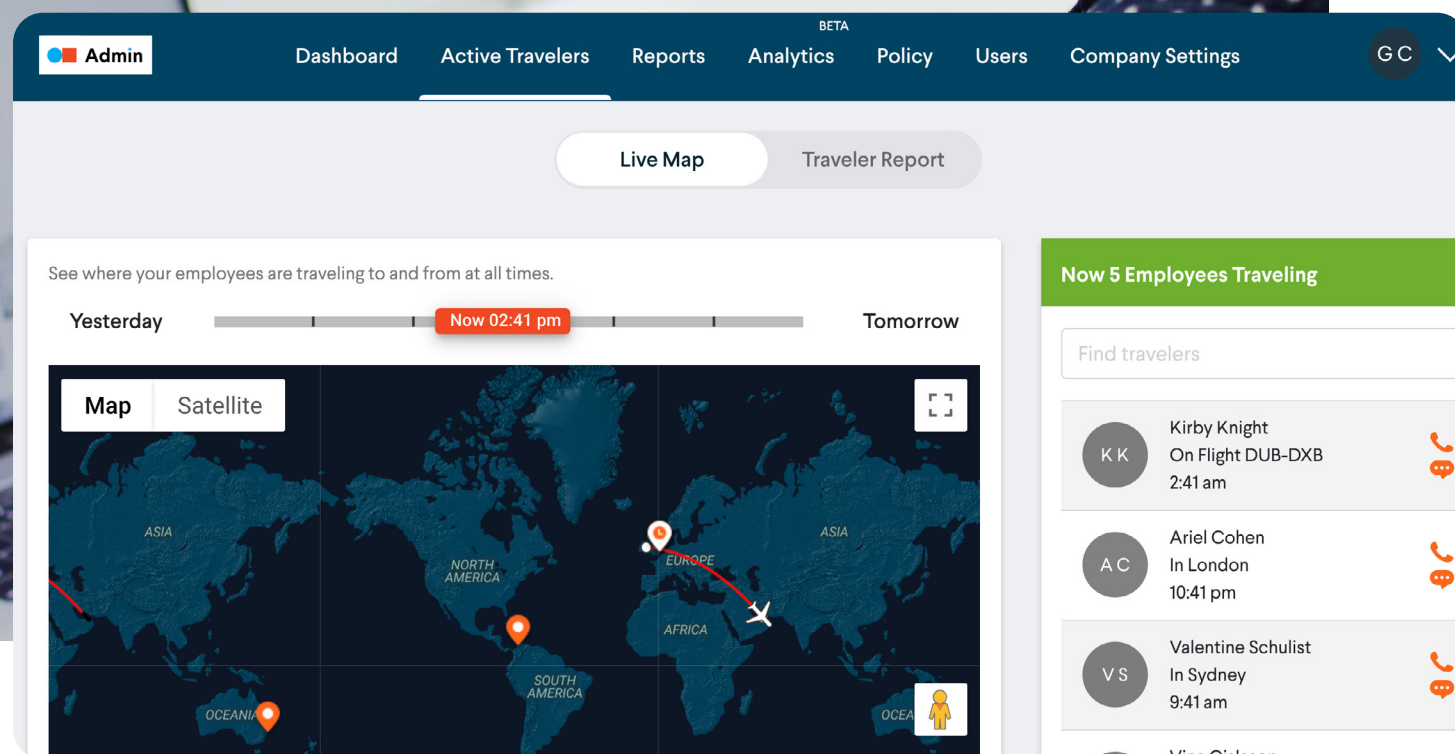 BETA
Admin Dashboard Active Travelers Reports Analytics Policy Users Company Settings GC
Live Map Traveler Report
See where your employees are traveling to and from at all times.
Yesterday Now 02:41 pm Tomorrow
Map Satellite
ASIA
NORTH
AMERICA
EUROPE
ASIA
AFRICA
SOUTH
AMERICA
OCEANIA
OCEA
Now 5 Employees Traveling
Find travelers
KK
Kirby Knight
On Flight DUB-DXB
2:41 am
AC
Ariel Cohen
In London
10:41 pm
VS
Valentine Schulist
In Sydney
9:41 am